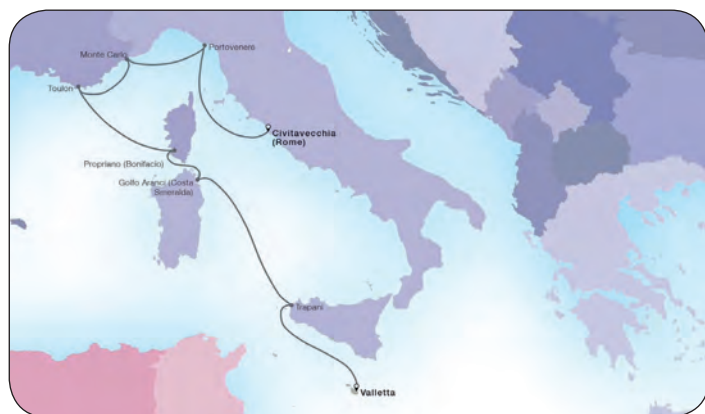 Portovenere
Monte Carlo
Toulon
Civitavecchia
(Rome)
Propriano (Bonifacio)
Golfo Aranci (Costa
Smeralda)
Trapani
Valletta